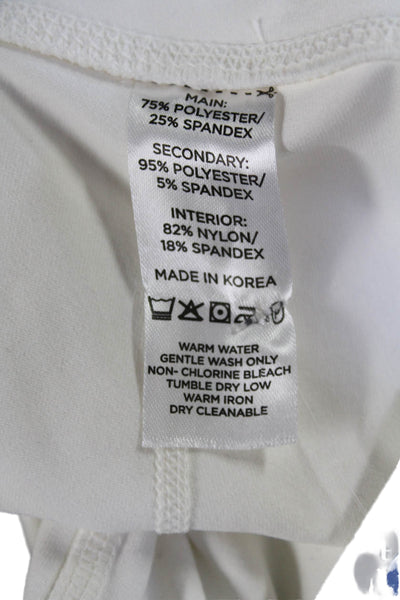 MAIN:
75% POLYESTER/
25% SPANDEX
SECONDARY:
95% POLYESTER/
5% SPANDEX
INTERIOR:
82% NYLON/
18% SPANDEX
MADE IN KOREA
WARM WATER
GENTLE WASH ONLY
NON- CHLORINE BLEACH
TUMBLE DRY LOW
WARM IRON
DRY CLEANABLE